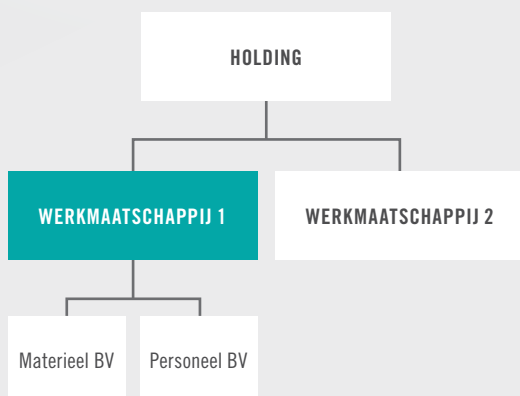 HOLDING
WERKMAATSCHAPPIJ 1
WERKMAATSCHAPPIJ 2
Materieel BV
Personeel BV